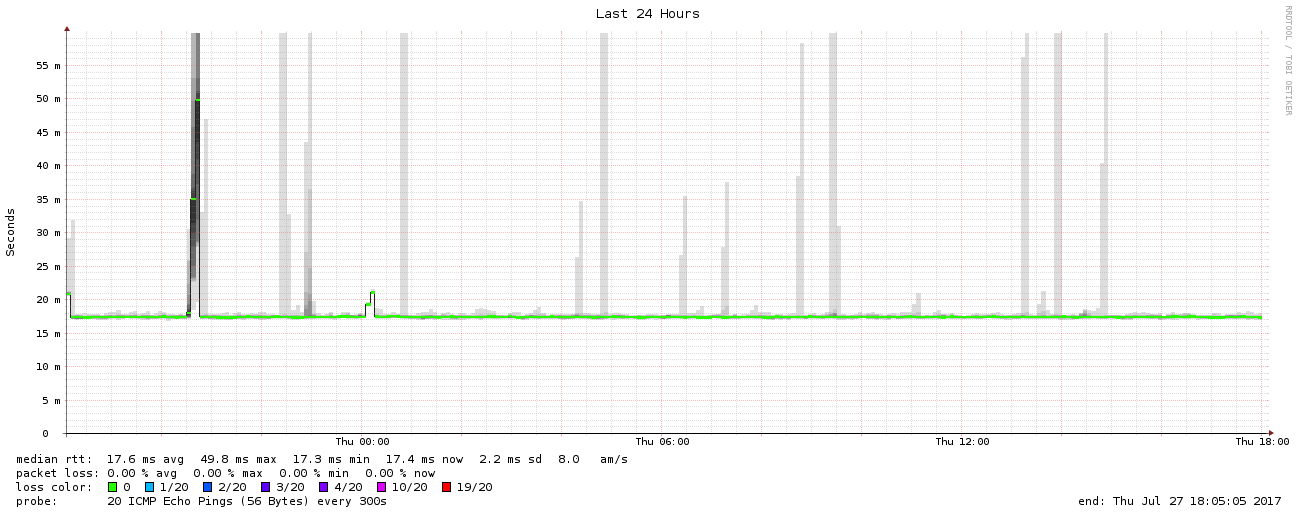 Last 24 Hours
RRDTOOL / TOBI OETIKER
Seconds
55 m
50 m
45 m
40 m
35 m
30 m
25 m
20 m
15 m
10 m
5 m
0
Thu 00:00 Thu 06:00 Thu 12:00 Thu 18:00
median rtt: 17.6 ms avg 49.8 ms max 17.3 ms min 17.4 ms now 2.2 ms sd 8.0 am/s
packet loss: 0.00 % avg 0.00 % max 0.00 % min 0.00 % now
loss color: 0 1/20 2/20 3/20 4/20 10/20 19/20
probe: 20 ICMP Echo Pings (56 Bytes) every 300s end: Thu Jul 27 18:05:05 2017